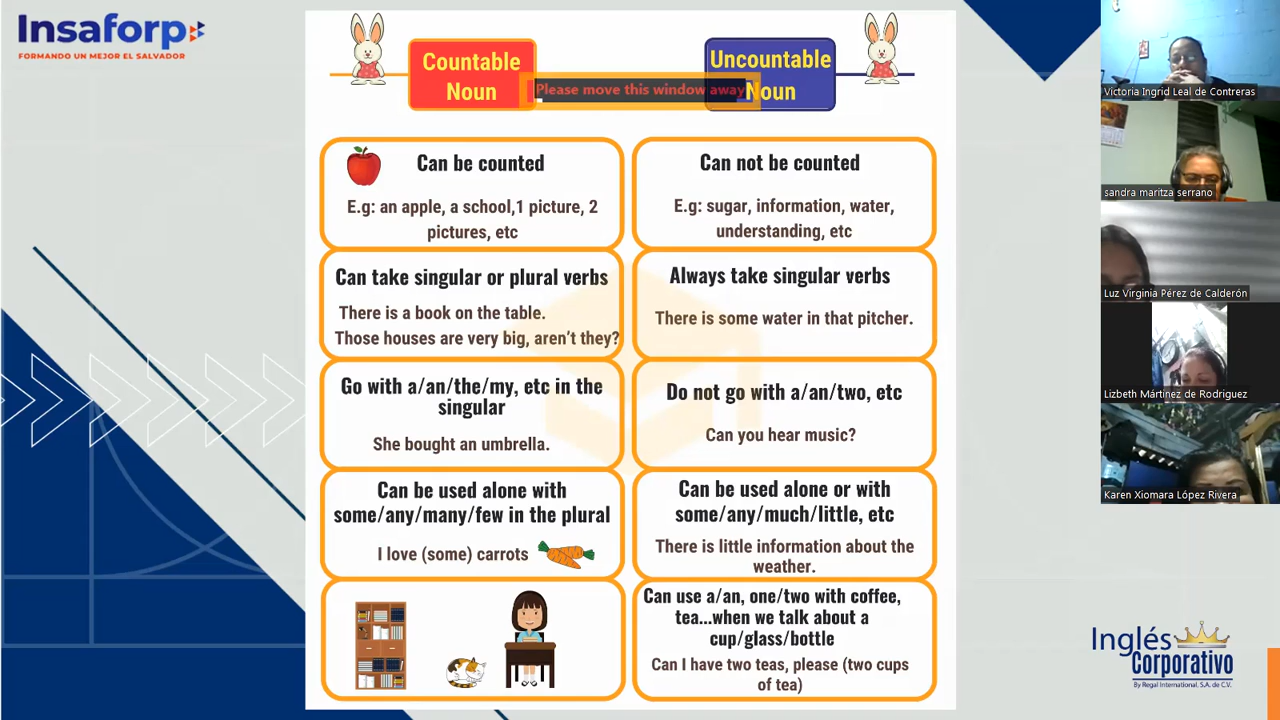 Insaforp
FORMANDO UN MEJOR EL SALVADOR
Countable
Noun
Uncountable
Noun
Please move this window away
Can be counted
E.g: an apple, a school,1 picture, 2
pictures, etc
Can not be counted
E.g: sugar, information, water,
understanding, etc
Can take singular or plural verbs
There is a book on the table.
Those houses are very big, aren't they?
Always take singular verbs
There is some water in that pitcher.
Go with a/an/the/my, etc in the
singular
She bought an umbrella.
Do not go with a/an/two, etc
Can you hear music?
Can be used alone with
some/any/many/few in the plural
I love (some) carrots
Can be used alone or with
some/any/much/little, etc
There is little information about the
weather.
Can use a/an, one/two with coffee,
tea...when we talk about a
cup/glass/bottle
Can I have two teas, please (two cups
of tea)
Victoria Ingrid Leal de Contreras
sandra maritza serrano
Luz Virginia Pérez de Calderón
Lizbeth Mártinez de Rodriguez
Karen Xiomara López Rivera
Inglés
Corporativo
By Regal International, S.A. de C.V.